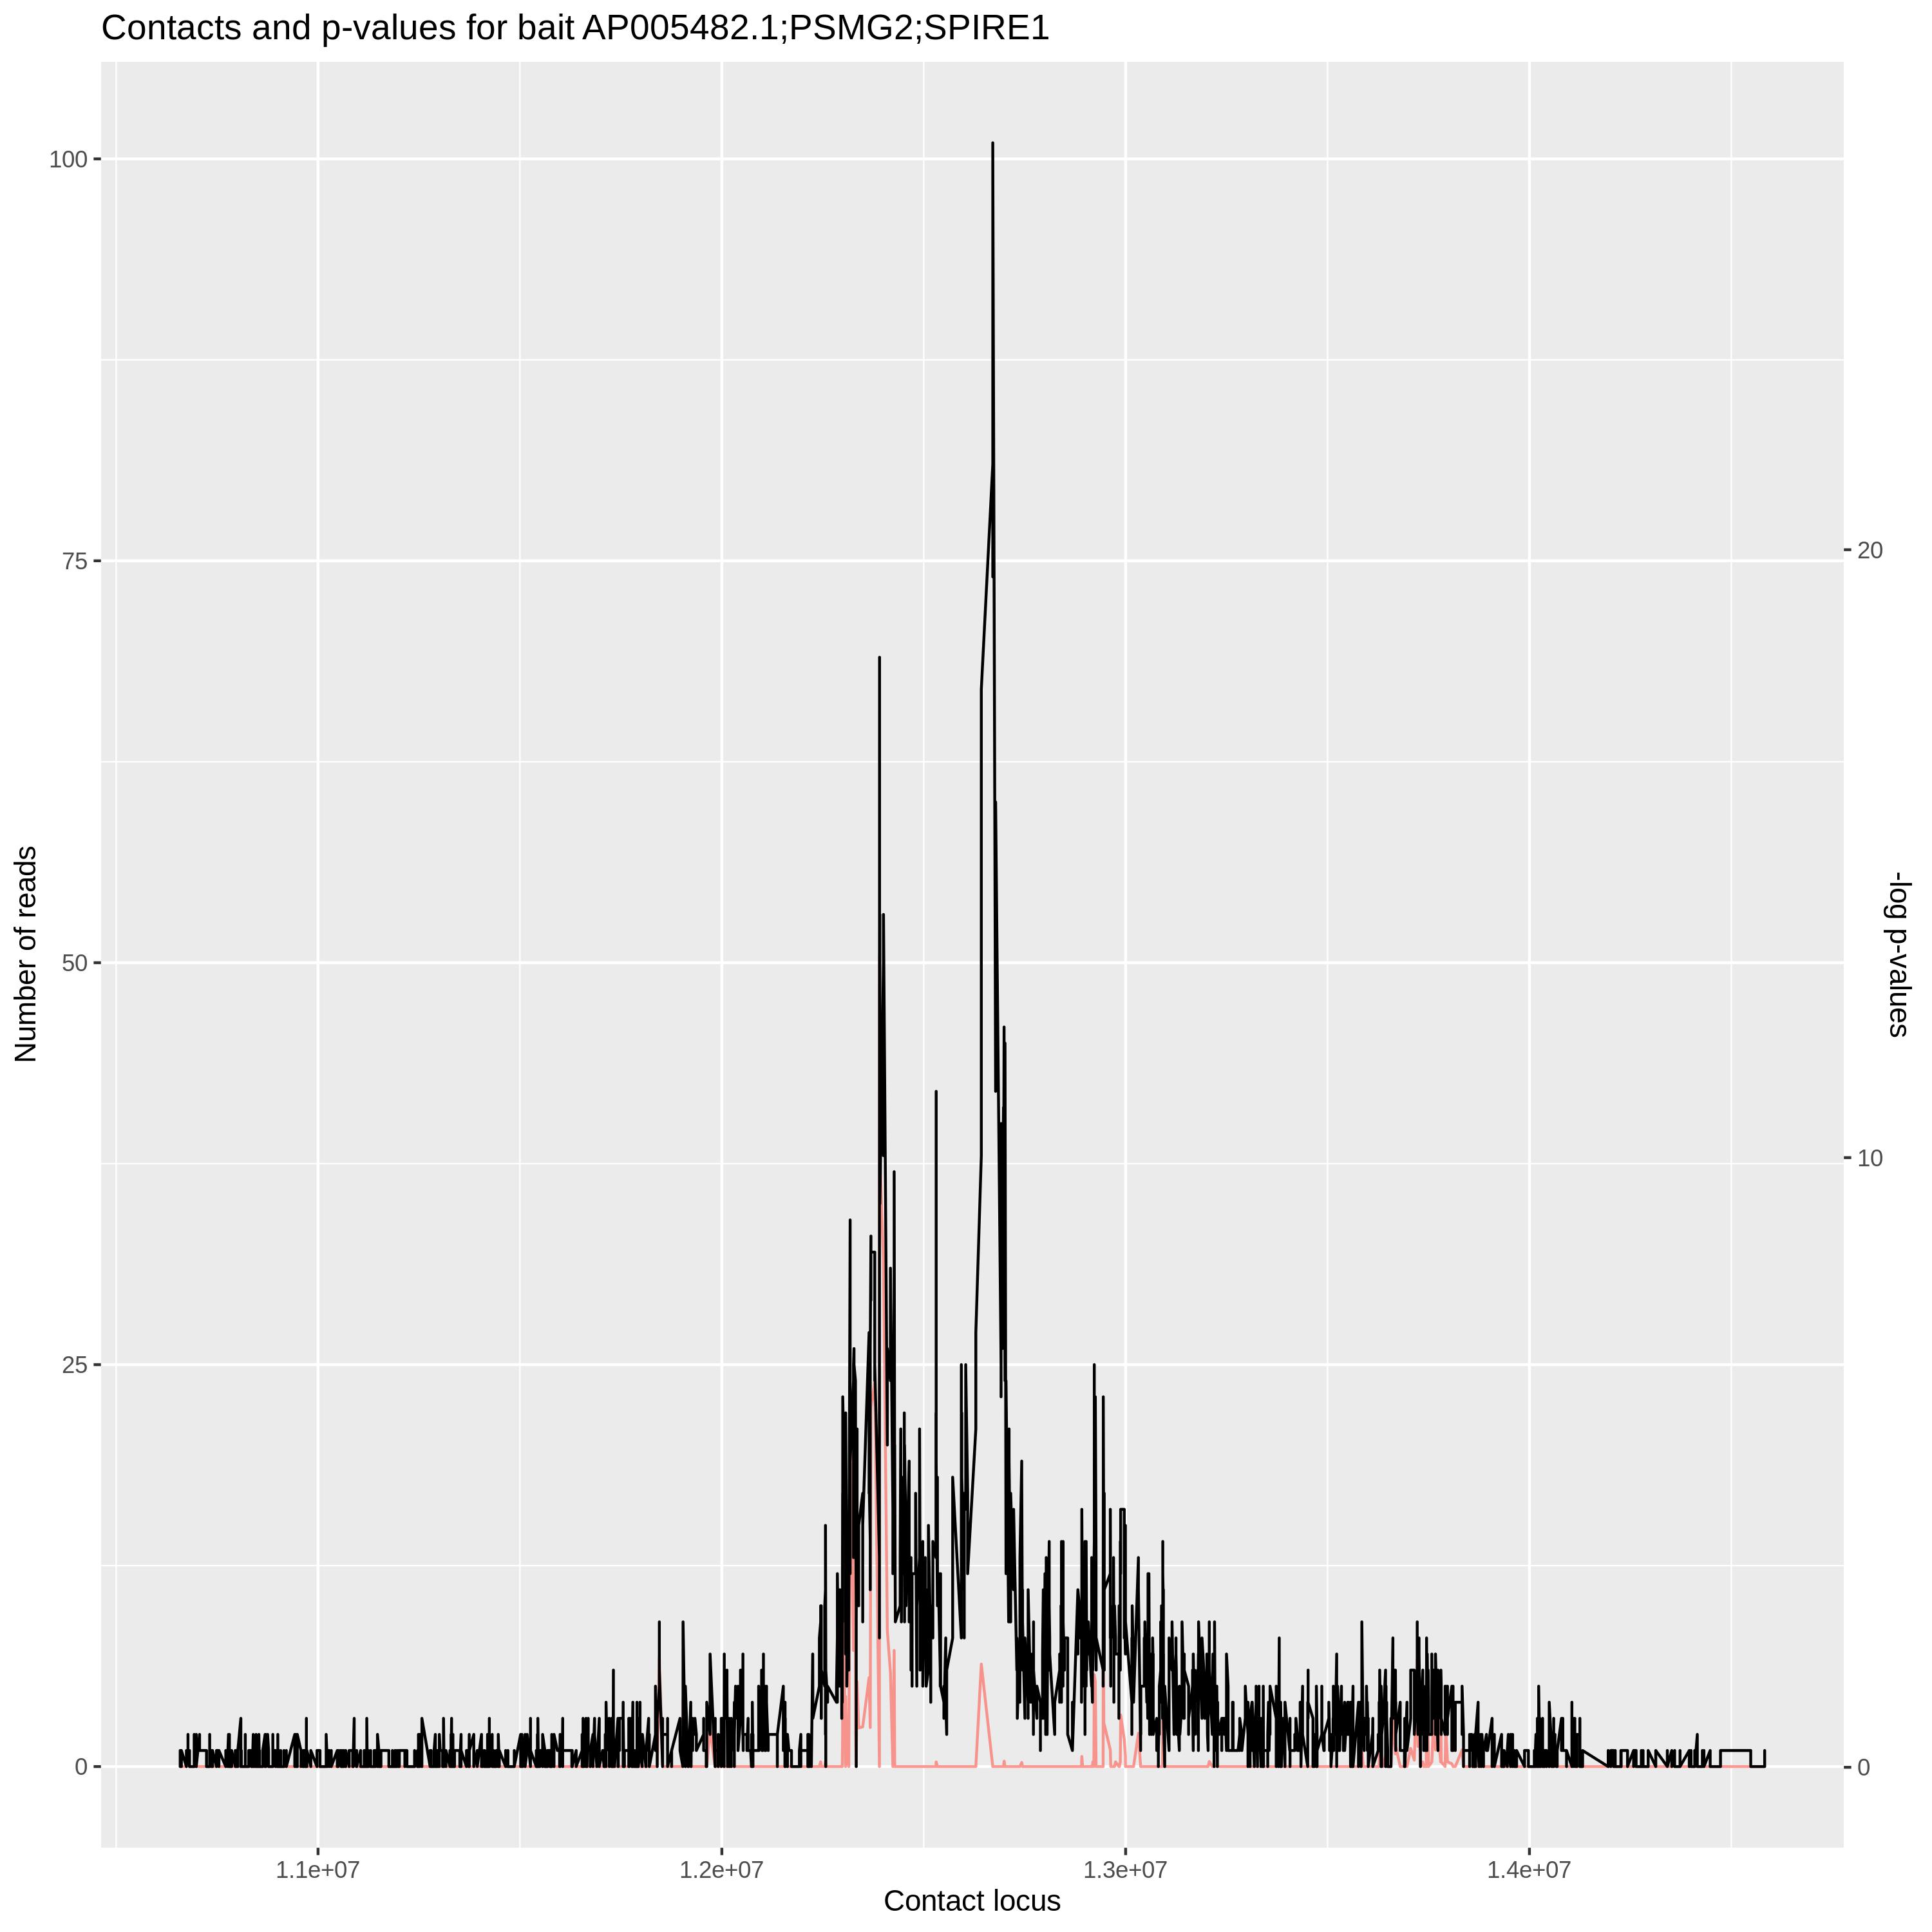 Contacts and p-values for bait AP005482.1;PSMG2;SPIRE1
100
75
50
25
0
Number of reads
20
10
0
-log p-values
1.1e+07
1.2e+07
1.3e+07
1.4e+07
Contact locus